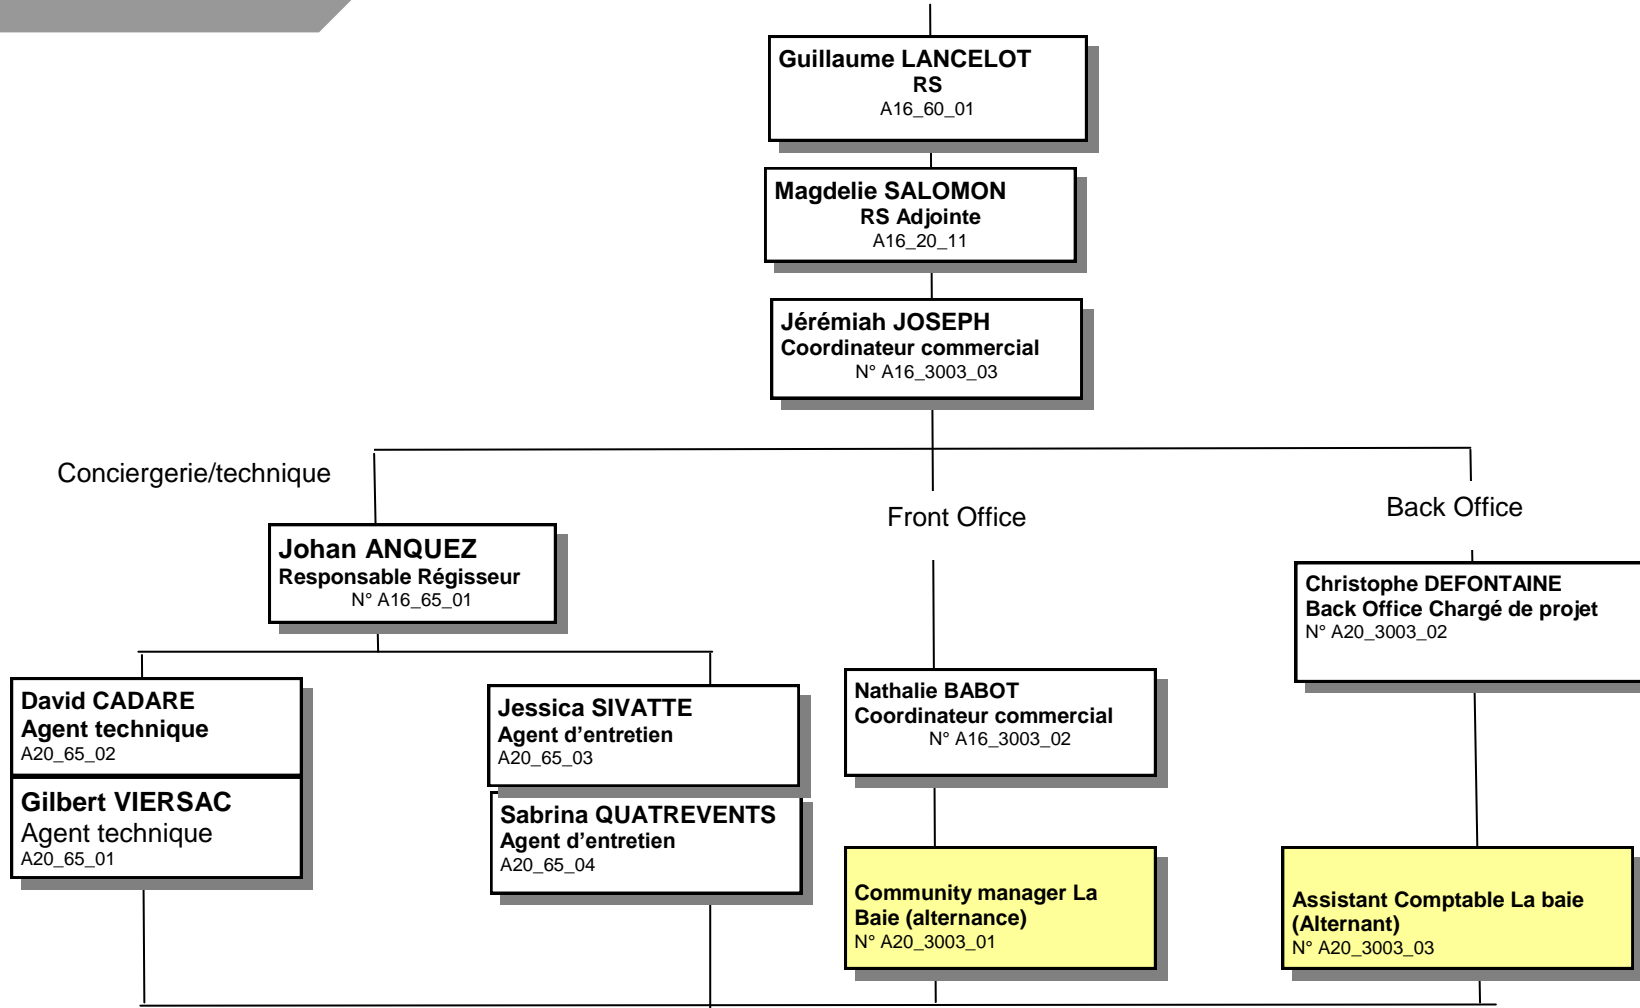 Guillaume LANCELOT
RS
A16_60_01
Magdelie SALOMON
RS Adjointe
A16_20_11
Jérémiah JOSEPH
Coordinateur commercial
N° A16_3003_03
Conciergerie/technique
Front Office
Back Office
Johan ANQUEZ
Responsable Régisseur
N° A16_65_01
Christophe DEFONTAINE
Back Office Chargé de projet
N° A20_3003_02
David CADARE
Agent technique
A20_65_02
Gilbert VIERSAC
Agent technique
A20_65_01
Jessica SIVATTE
Agent d’entretien
A20_65_03
Sabrina QUATREVENTS
Agent d’entretien
A20_65_04
Nathalie BABOT
Coordinateur commercial
N° A16_3003_02
Community manager La
Baie (alternance)
N° A20_3003_01
Assistant Comptable La baie
(Alternant)
N° A20_3003_03